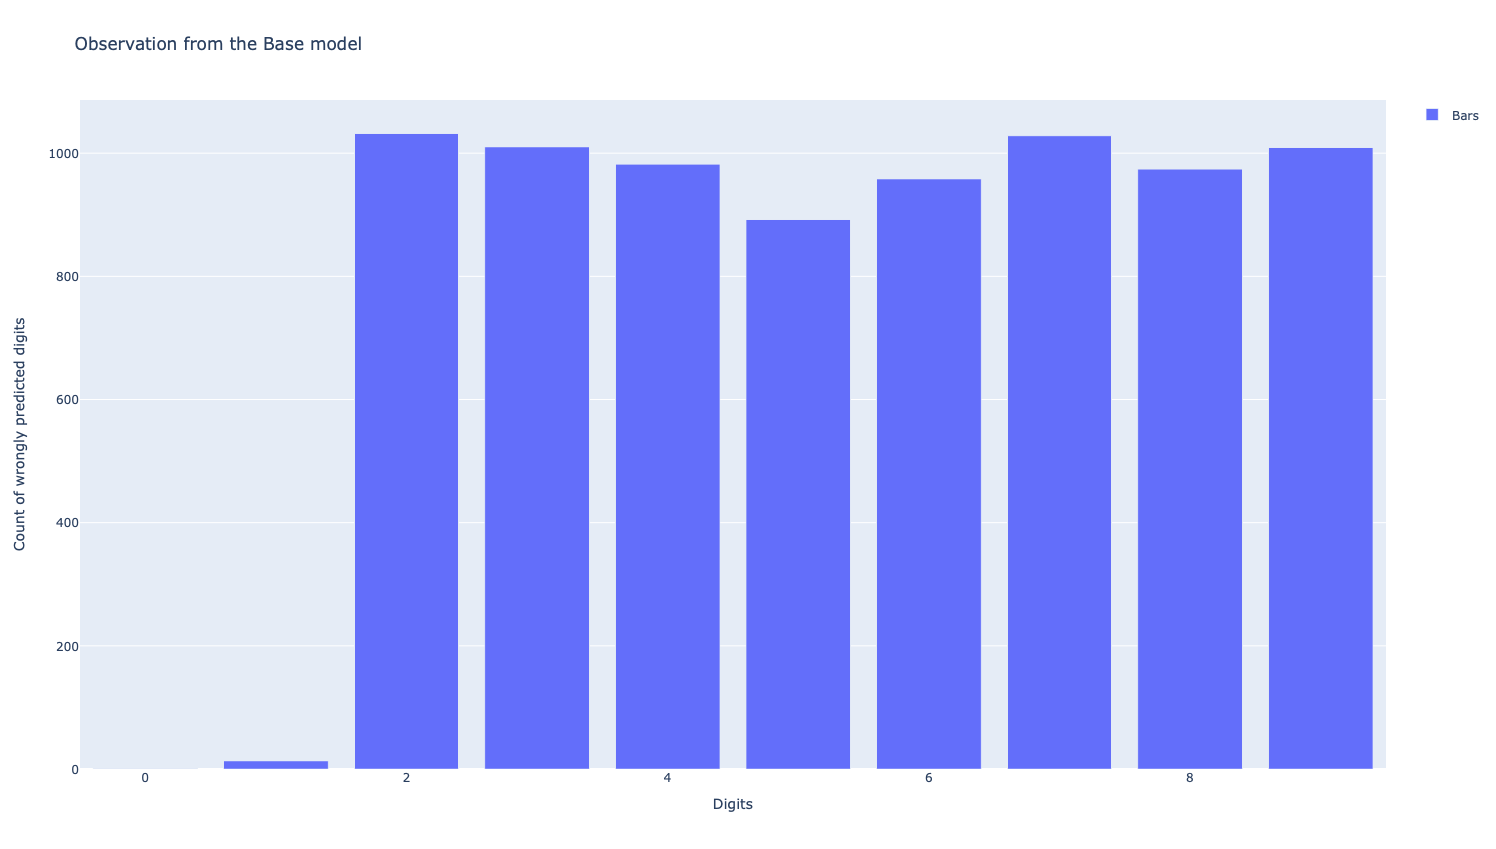 Observation from the Base model
Bars
Count of wrongly predicted digits
1000
800
600
400
200
0
0 2 4 6 8
Digits